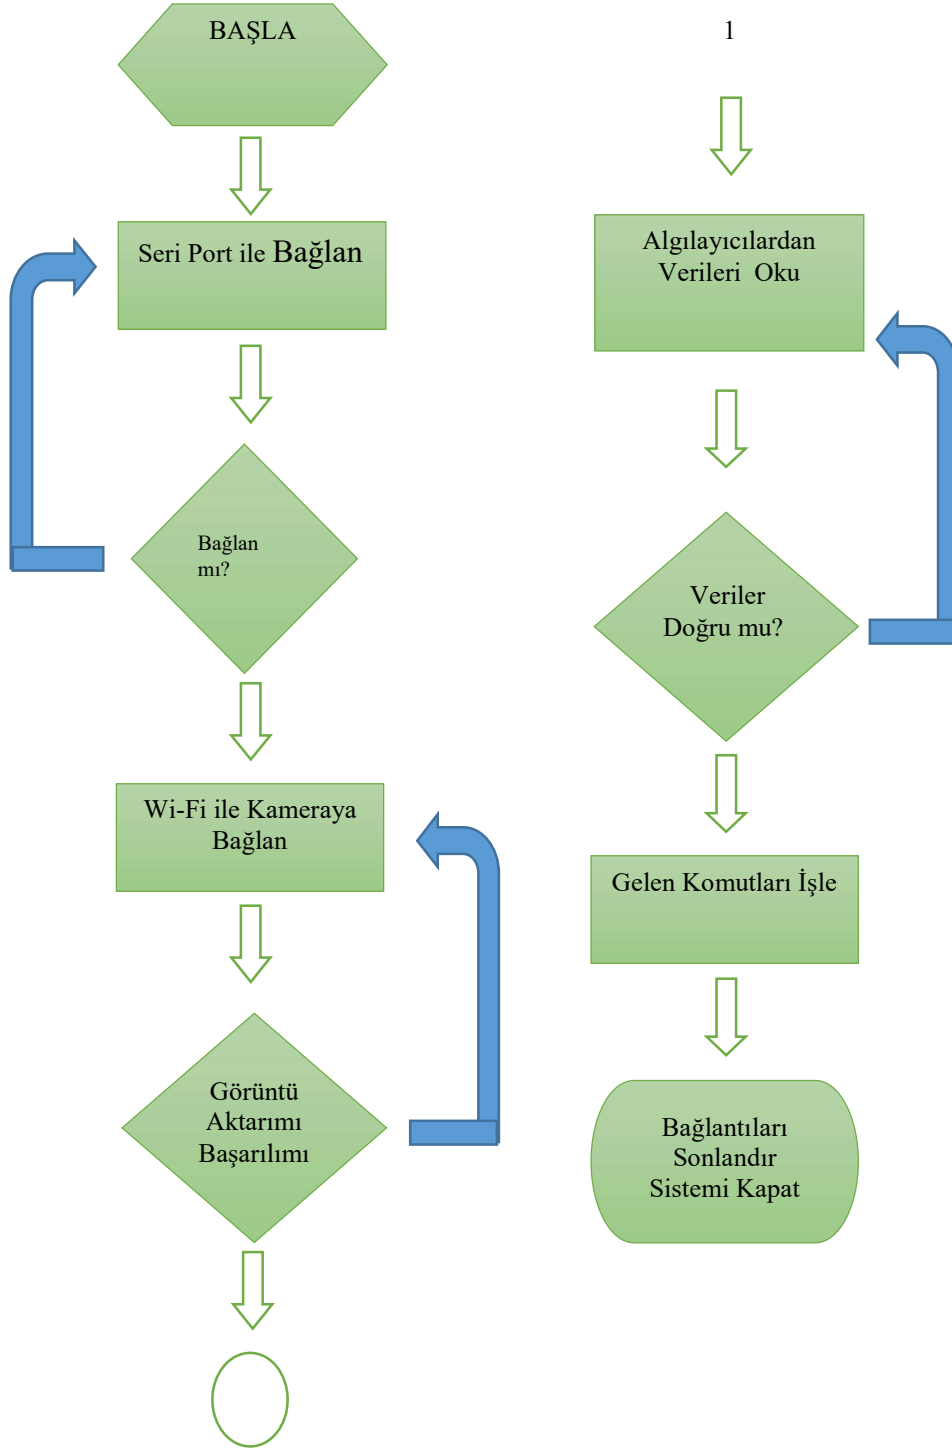 BAŞLA
Seri Port ile Bağlan
Bağlan
mı?
Wi-Fi ile Kameraya
Bağlan
Görüntü
Aktarımı
Başarılımı
1
Algılayıcılardan
Verileri Oku
Veriler
Doğru mu?
Gelen Komutları İşle
Bağlantıları
Sonlandır
Sistemi Kapat